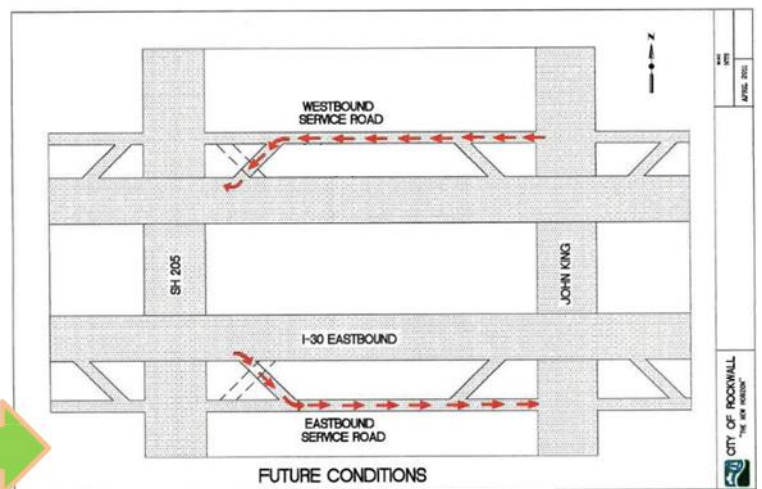 WESTBOUND
SERVICE ROAD
N
SH 205
JOHN KING
I-30 EASTBOUND
EASTBOUND
SERVICE ROAD
FUTURE CONDITIONS
NTS
APRIL 2011
CITY OF ROCKWALL
"THE NEW HORIZON"